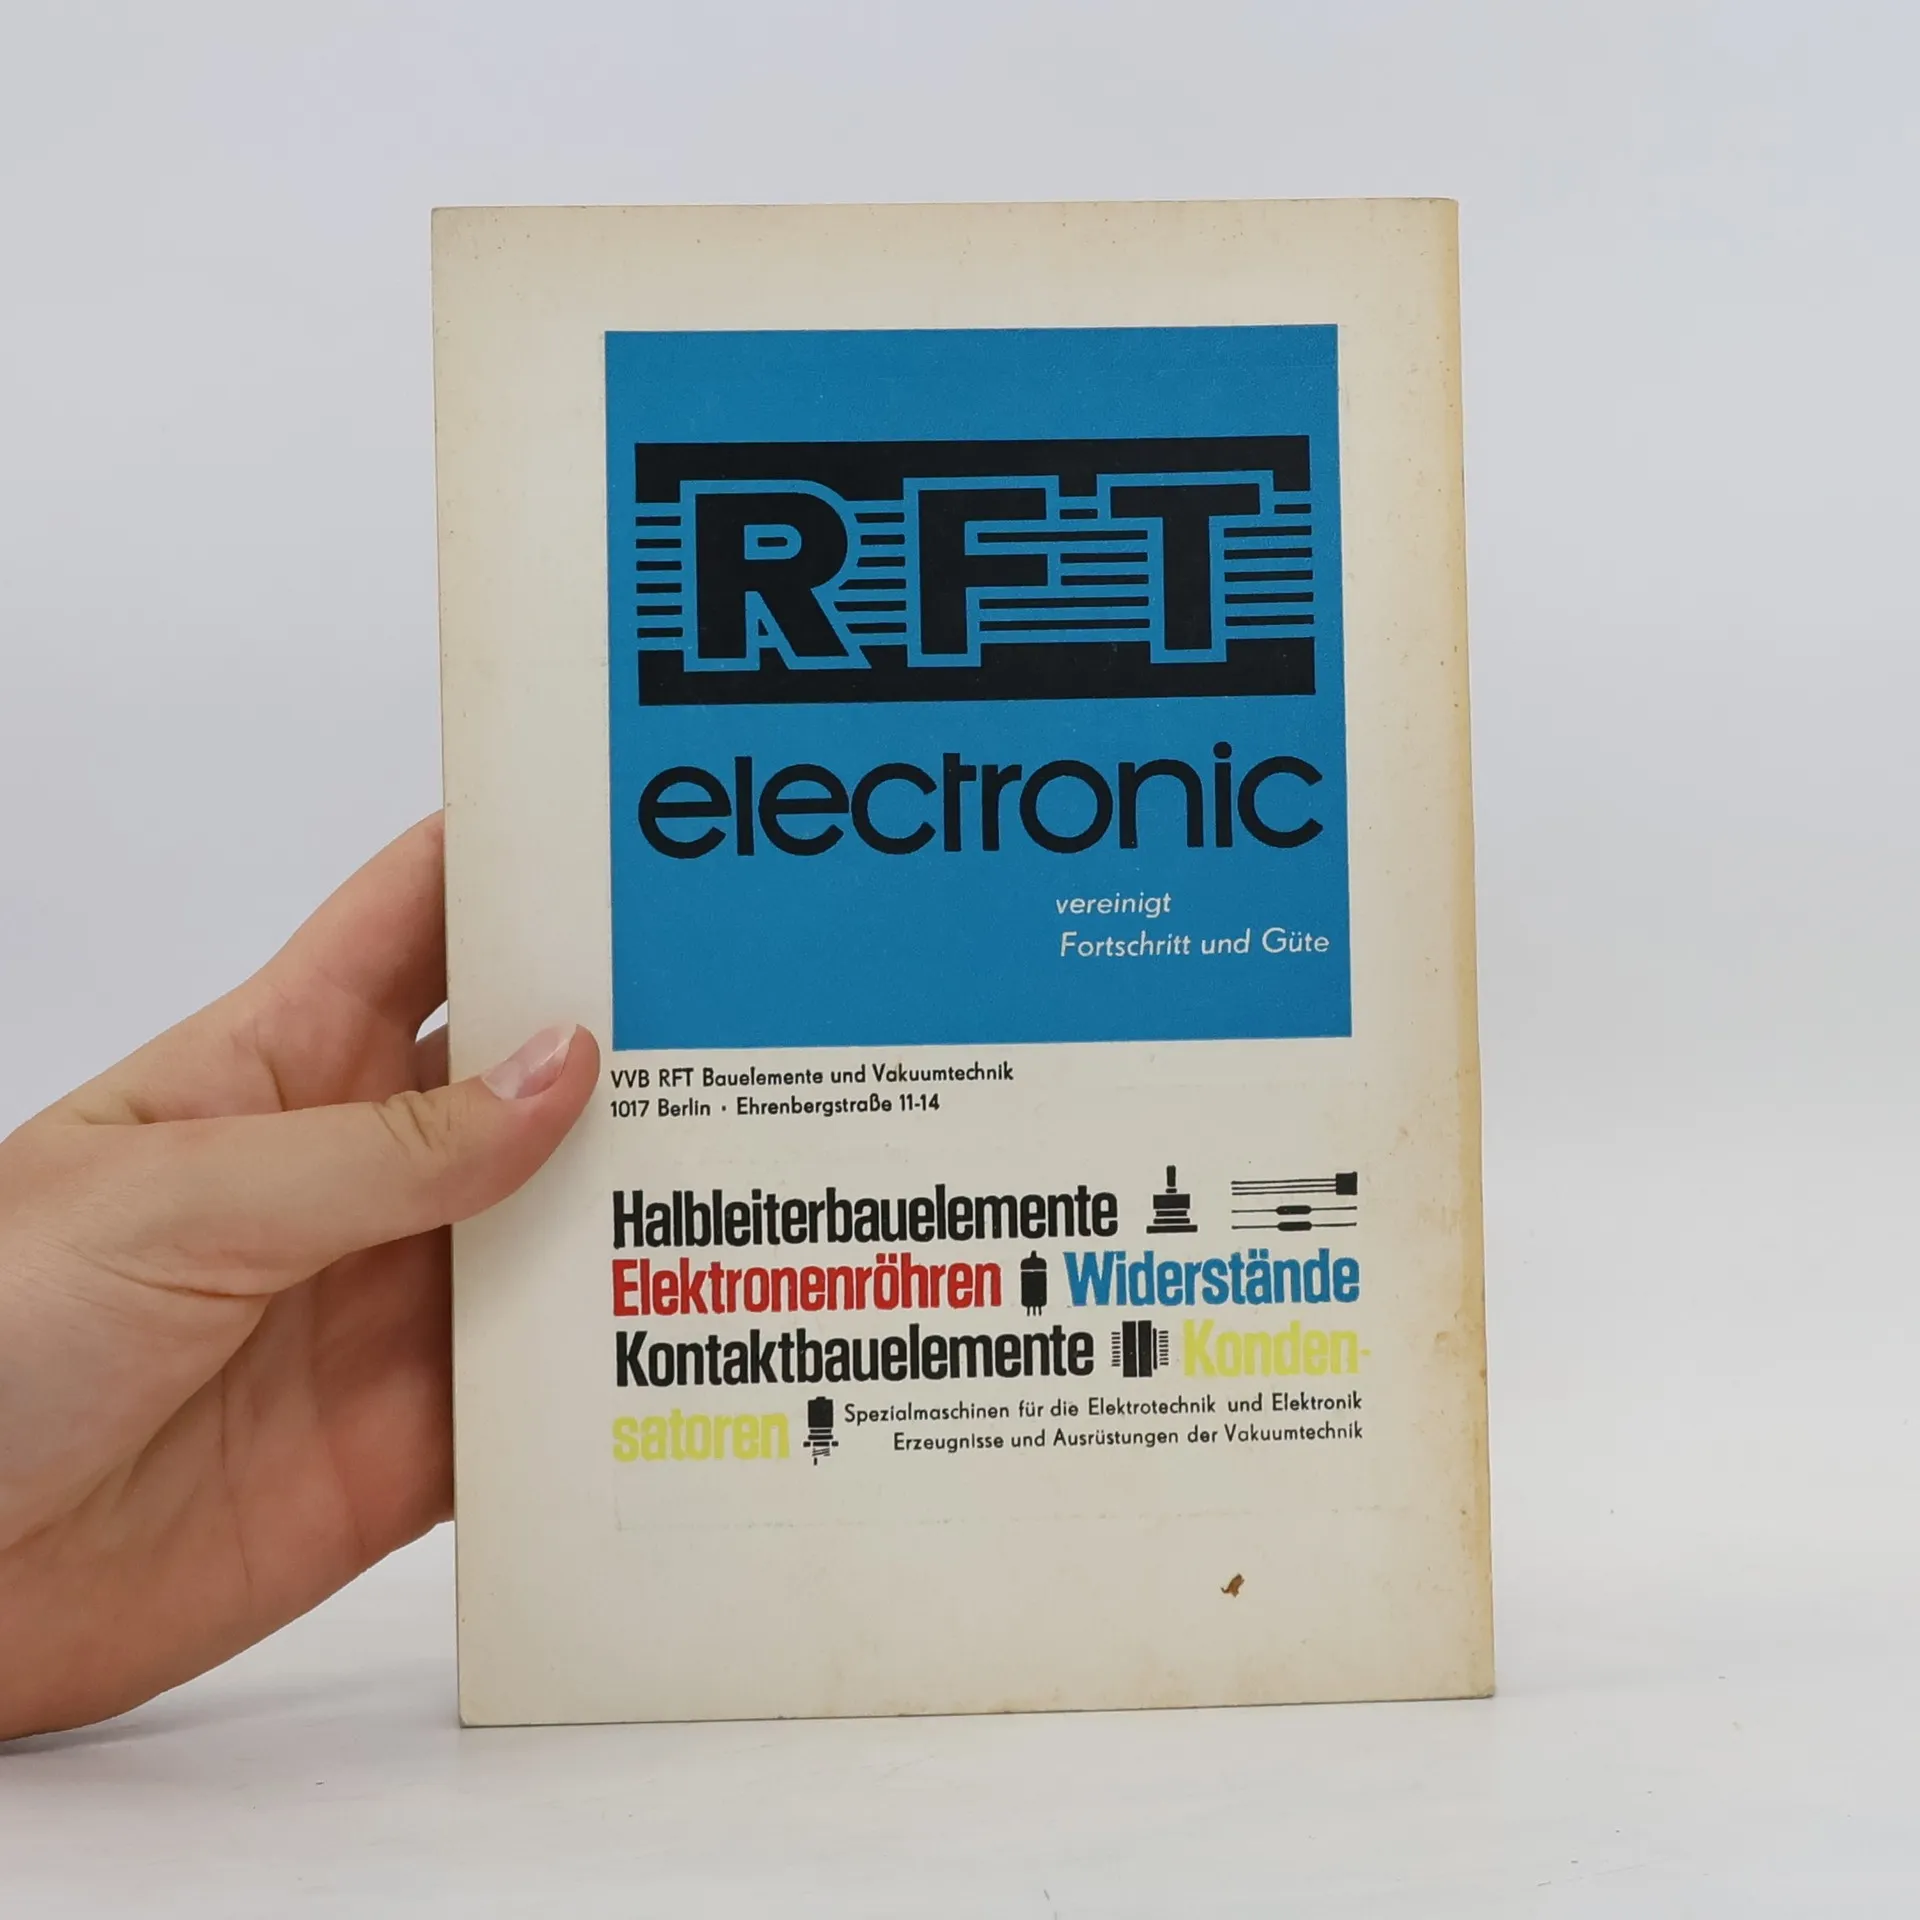 RFT
electronic
vereinigt
Fortschritt und Güte
VVB RFT Bauelemente und Vakuumtechnik
1017 Berlin · Ehrenbergstraße 11-14
Halbleiterbauelemente
Elektronenröhren Widerstände
Kontaktbauelemente Konden-
satoren Spezialmaschinen für die Elektrotechnik und Elektronik
Erzeugnisse und Ausrüstungen der Vakuumtechnik